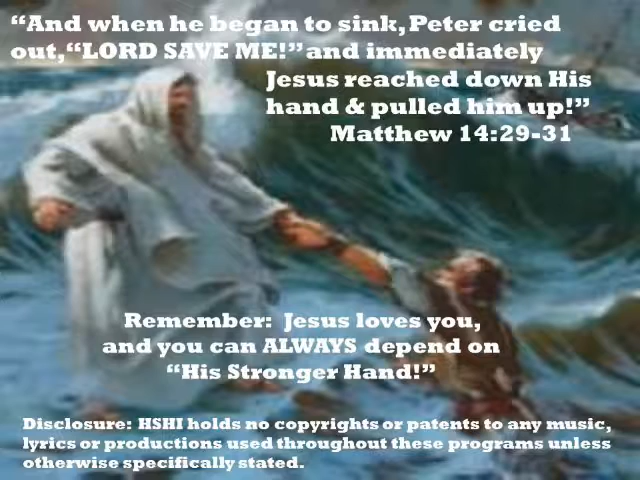 “And when he began to sink, Peter cried
out,“LORD SAVE ME!” and immediately
Jesus reached down His
hand & pulled him up!”
Matthew 14:29-31
Remember: Jesus loves you,
and you can ALWAYS depend on
“His Stronger Hand!”
Disclosure: HSHI holds no copyrights or patents to any music,
lyrics or productions used throughout these programs unless
otherwise specifically stated.